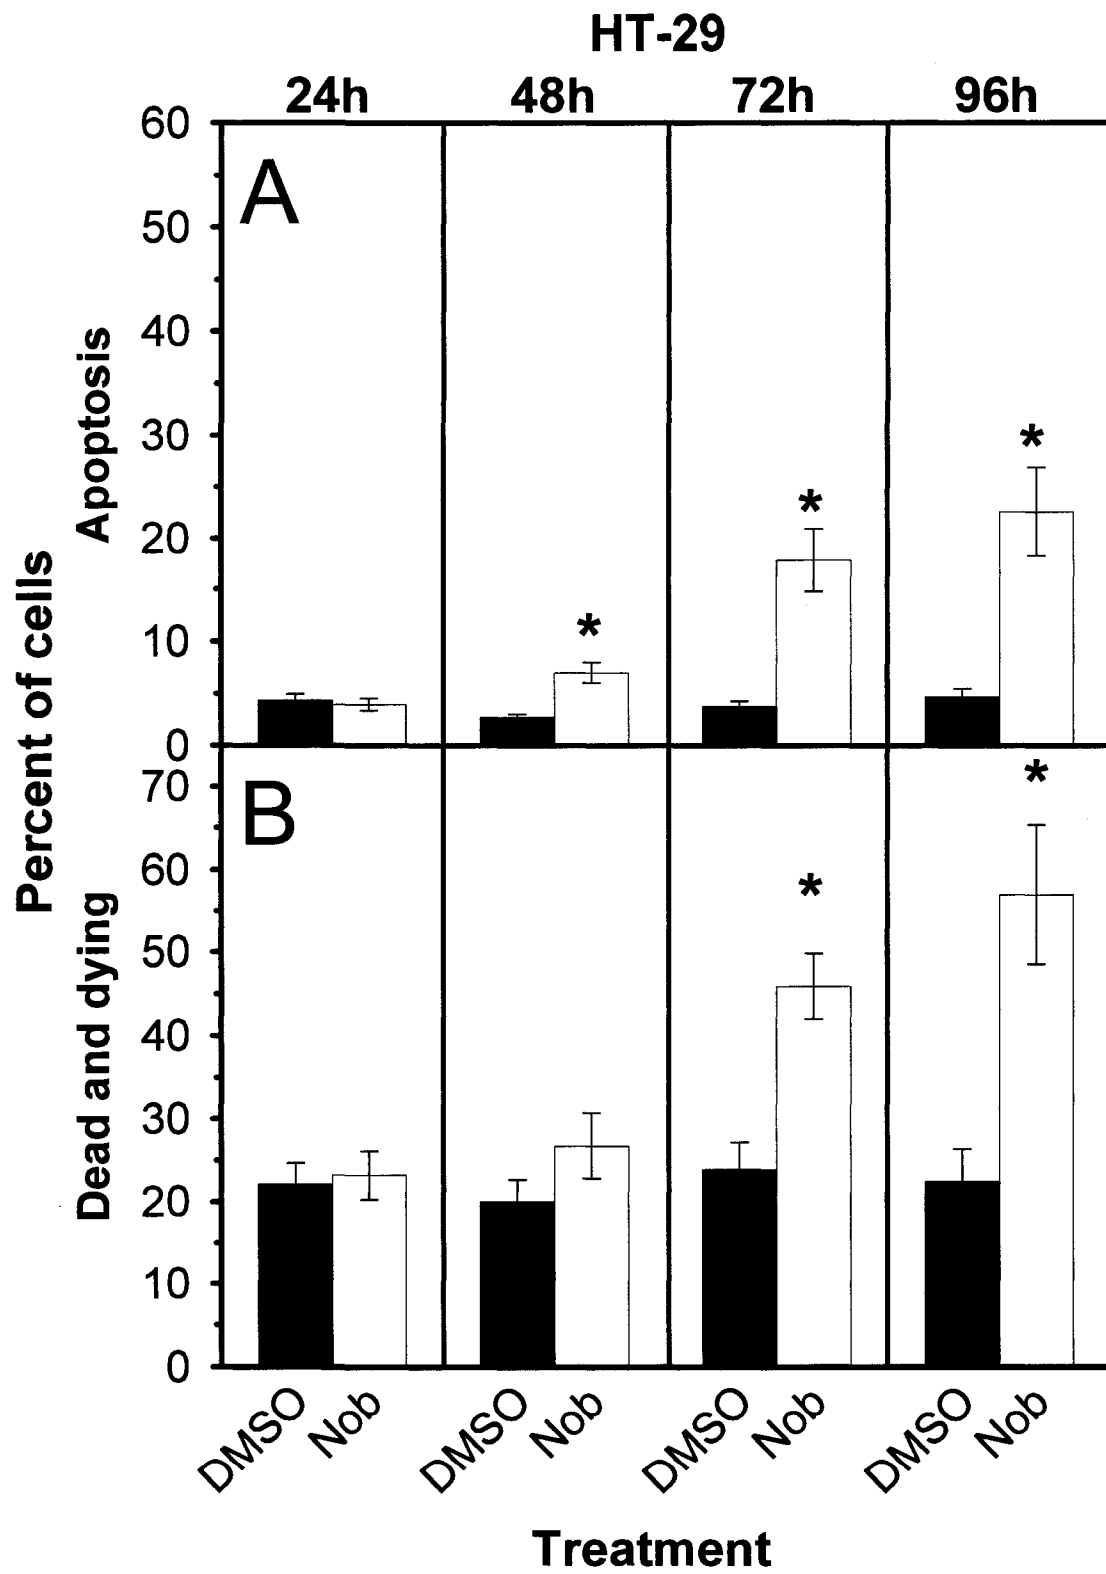 HT-29
24h 48h 72h 96h
A
60
50
40
30
20
10
0
*
*
*
B
70
60
50
40
30
20
10
0
*
*
Percent of cells
Apoptosis
Dead and dying
DMSO Nob DMSO Nob DMSO Nob DMSO Nob
Treatment